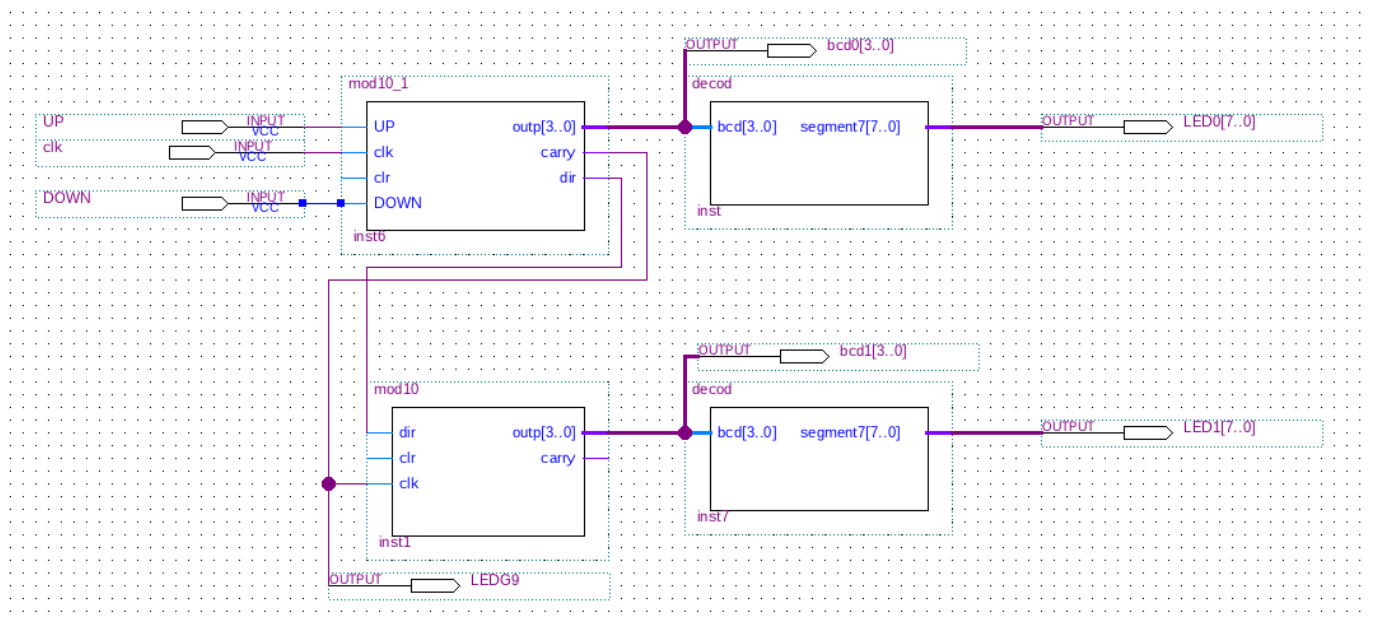 OUTPUT bcd0[3..0]
mod10_1
decod
UP INPUT VCC
UP outp[3..0]
bcd[3..0] segment7[7..0]
OUTPUT LED0[7..0]
clk INPUT VCC
clk carry
clr dir
DOWN INPUT VCC
DOWN
inst6
inst
OUTPUT bcd1[3..0]
mod10
decod
dir outp[3..0]
bcd[3..0] segment7[7..0]
OUTPUT LED1[7..0]
clr carry
clk
inst1
inst7
OUTPUT LEDG9